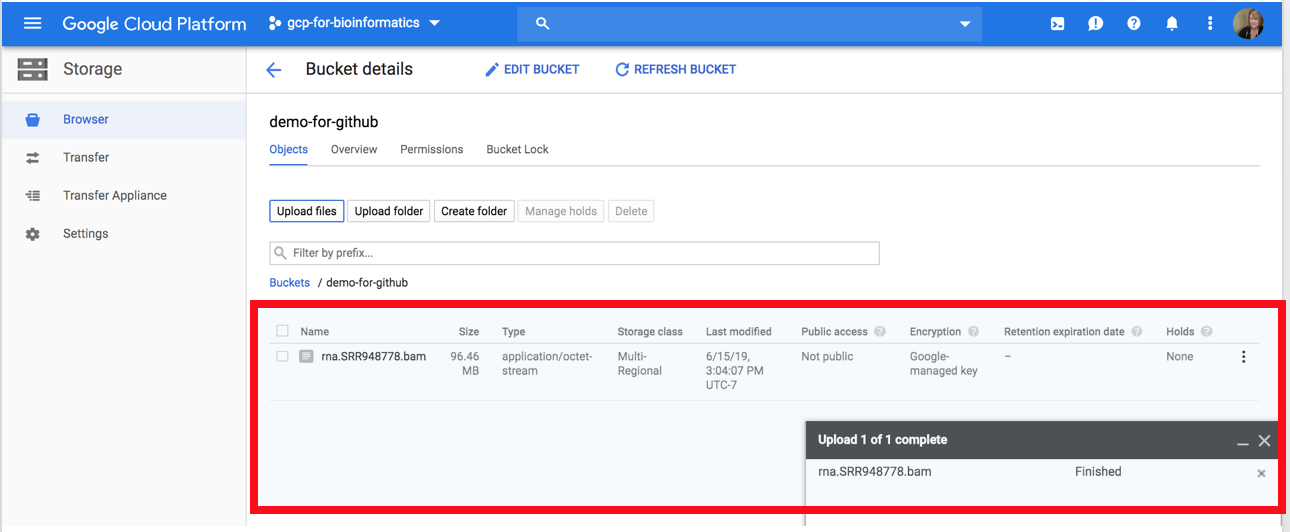 Google Cloud Platform gcp-for-bioinformatics
Storage
Bucket details EDIT BUCKET REFRESH BUCKET
Browser
Transfer
Transfer Appliance
Settings
demo-for-github
Objects Overview Permissions Bucket Lock
Upload files Upload folder Create folder Manage holds Delete
Filter by prefix...
Buckets / demo-for-github
Name Size Type Storage class Last modified Public access Encryption Retention expiration date Holds
rna.SRR948778.bam 96.46 application/octet- Multi- 6/15/19, Not public Google- – None
MB stream Regional 3:04:07 PM managed key
UTC-7
Upload 1 of 1 complete
rna.SRR948778.bam Finished